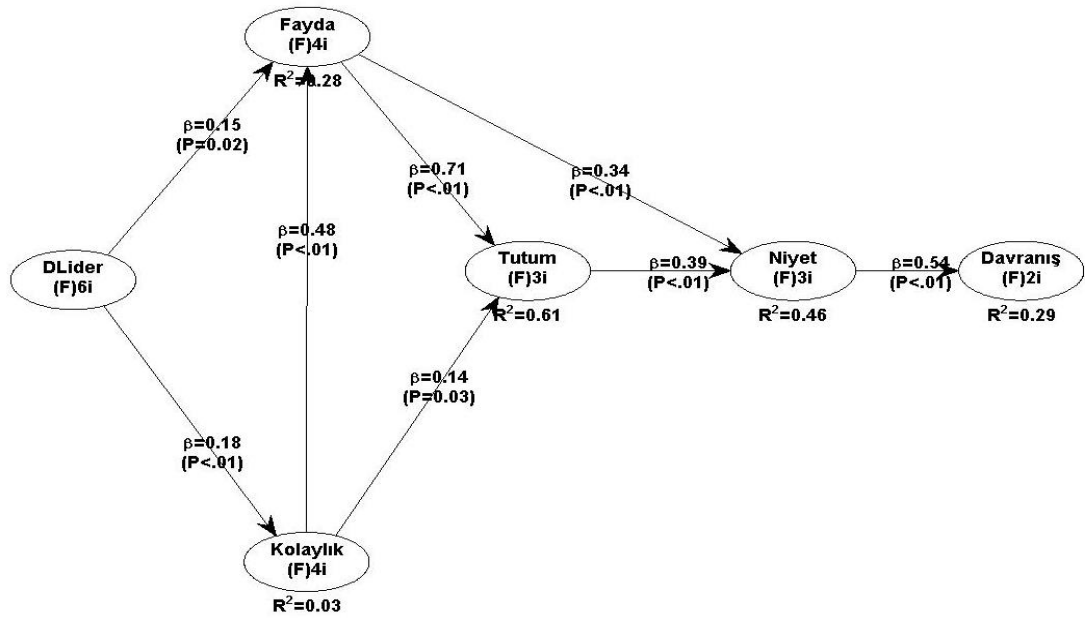 Fayda
(F)4i
R²=0.28
β=0.15
(P=0.02)
β=0.71
(P<.01)
β=0.34
(P<.01)
β=0.48
(P<.01)
DLider
(F)6i
Tutum
(F)3i
R²=0.61
β=0.39
(P<.01)
Niyet
(F)3i
R²=0.46
β=0.54
(P<.01)
Davranış
(F)2i
R²=0.29
β=0.14
(P=0.03)
β=0.18
(P<.01)
Kolaylık
(F)4i
R²=0.03